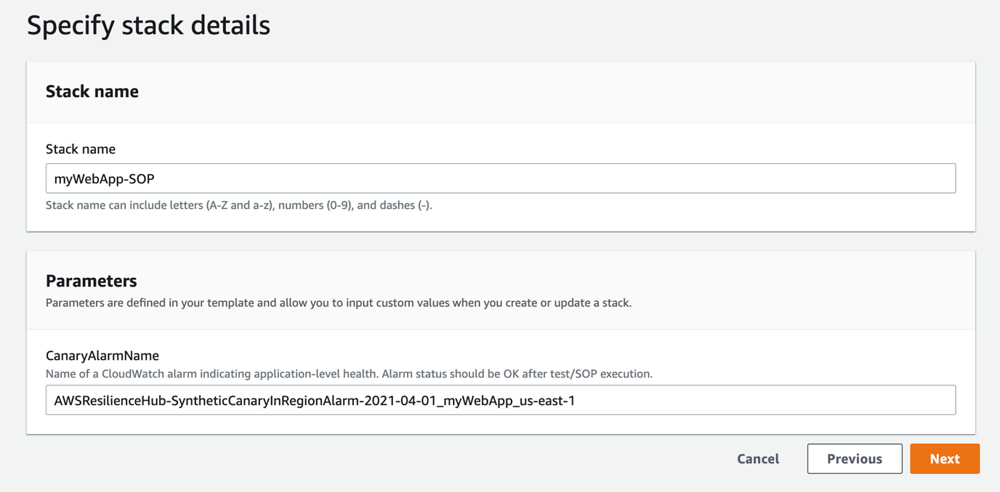 Specify stack details
Stack name
Stack name
myWebApp-SOP
Stack name can include letters (A-Z and a-z), numbers (0-9), and dashes (-).
Parameters
Parameters are defined in your template and allow you to input custom values when you create or update a stack.
CanaryAlarmName
Name of a CloudWatch alarm indicating application-level health. Alarm status should be OK after test/SOP execution.
AWSResilienceHub-SyntheticCanaryInRegionAlarm-2021-04-01_myWebApp_us-east-1
Cancel Previous Next